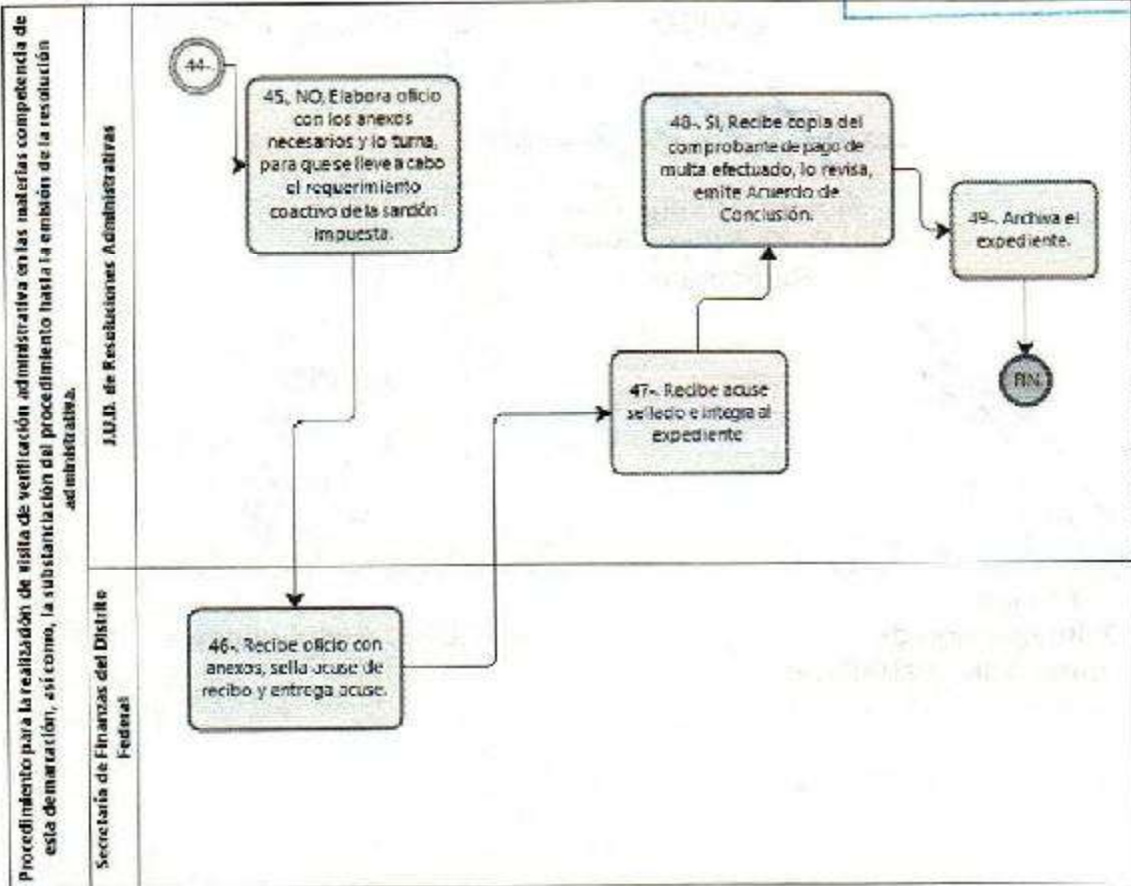 Procedimiento para la realización de visita de verificación administrativa en las materias competencia de
esta demarcación, así como, la substanciación del procedimiento hasta la emisión de la resolución
administrativa.
J.U.D. de Resoluciones Administrativas
44-.
45-. NO, Elabora oficio
con los anexos
necesarios y lo turna,
para que se lleve a cabo
el requerimiento
coactivo de la sanción
impuesta.
48-. SI, Recibe copia del
comprobante de pago de
multa efectuado, lo revisa,
emite Acuerdo de
Conclusión.
49-. Archiva el
expediente.
FIN
47-. Recibe acuse
sellado e integra al
expediente
Secretaría de Finanzas del Distrito
Federal
46-. Recibe oficio con
anexos, sella acuse de
recibo y entrega acuse.